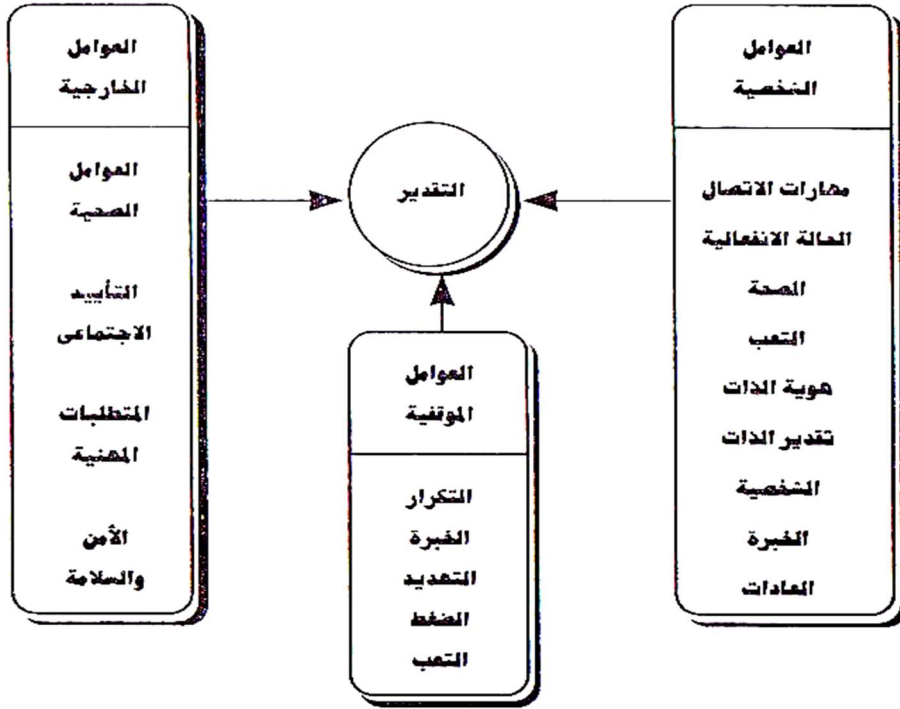 العوامل
الشخصية
مهارات الاتصال
الحالة الانفعالية
الصحة
التعب
هوية الذات
تقدير الذات
الشخصية
الخبرة
العادات
التقدير
العوامل
الموقفية
التكرار
الخبرة
التهديد
الضغط
التعب
العوامل
الخارجية
العوامل
الصحية
التأييد
الاجتماعى
المتطلبات
المهنية
الأمن
والسلامة